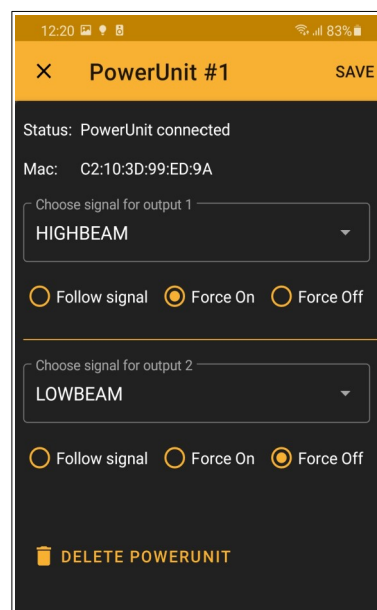 12:20 83%
× PowerUnit #1 SAVE
Status: PowerUnit connected
Mac: C2:10:3D:99:ED:9A
Choose signal for output 1
HIGHBEAM
Follow signal Force On Force Off
Choose signal for output 2
LOWBEAM
Follow signal Force On Force Off
DELETE POWERUNIT